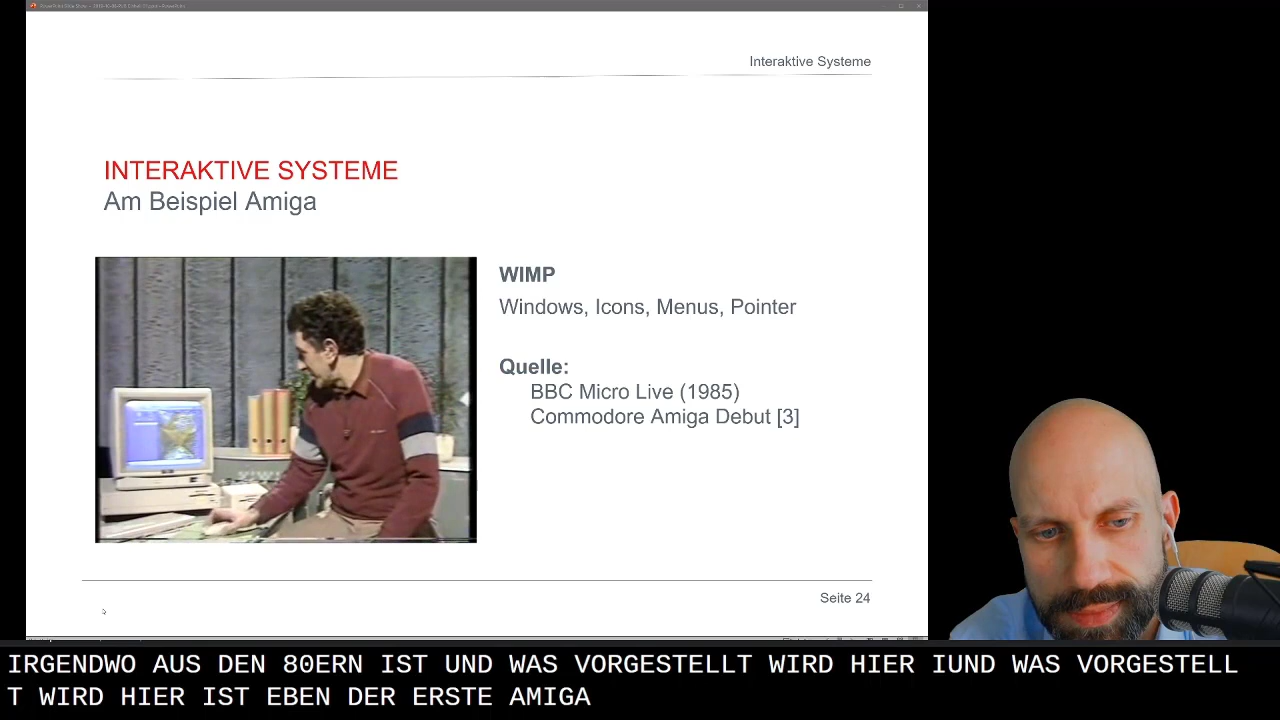 Interaktive Systeme
INTERAKTIVE SYSTEME
Am Beispiel Amiga
WIMP
Windows, Icons, Menus, Pointer
Quelle:
BBC Micro Live (1985)
Commodore Amiga Debut [3]
Seite 24
IRGENDWO AUS DEN 80ERN IST UND WAS VORGESTELLT WIRD HIER IUND WAS VORGESTELL
T WIRD HIER IST EBEN DER ERSTE AMIGA